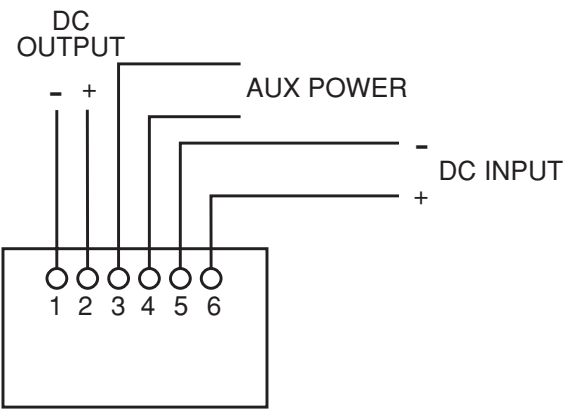 DC
OUTPUT
- +
AUX POWER
-
DC INPUT
+
1 2 3 4 5 6